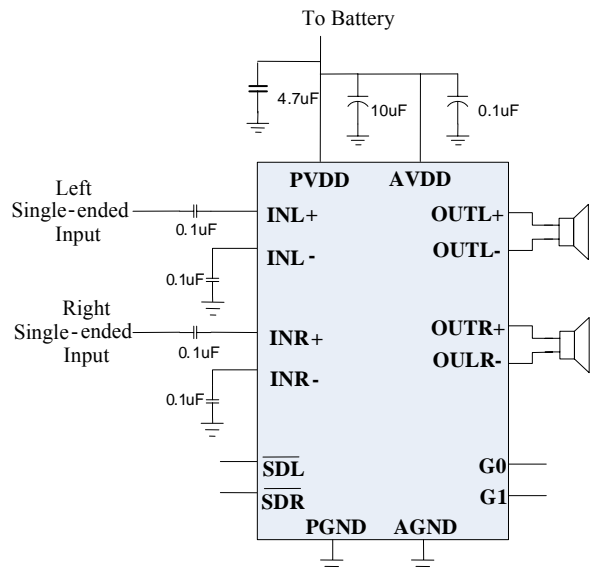 To Battery
4.7uF
10uF
0.1uF
PVDD
AVDD
Left
Single-ended
Input
0.1uF
INL+
OUTL+
INL-
OUTL-
0.1uF
Right
Single-ended
Input
0.1uF
INR+
OUTR+
OULR-
INR-
0.1uF
SDL
G0
SDR
G1
PGND
AGND